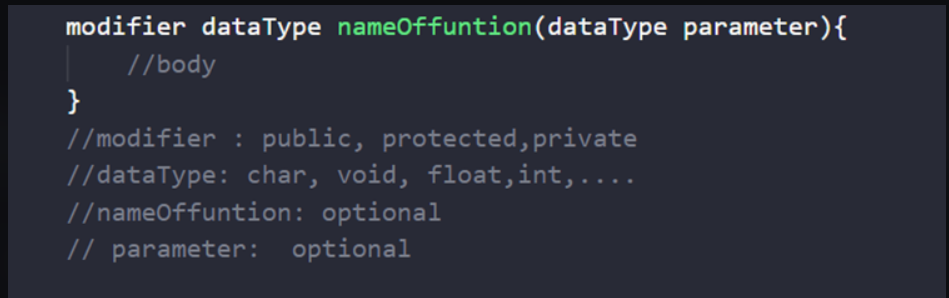 modifier dataType nameOffuntion(dataType parameter){
//body
}
//modifier : public, protected,private
//dataType: char, void, float,int,....
//nameOffuntion: optional
// parameter:  optional